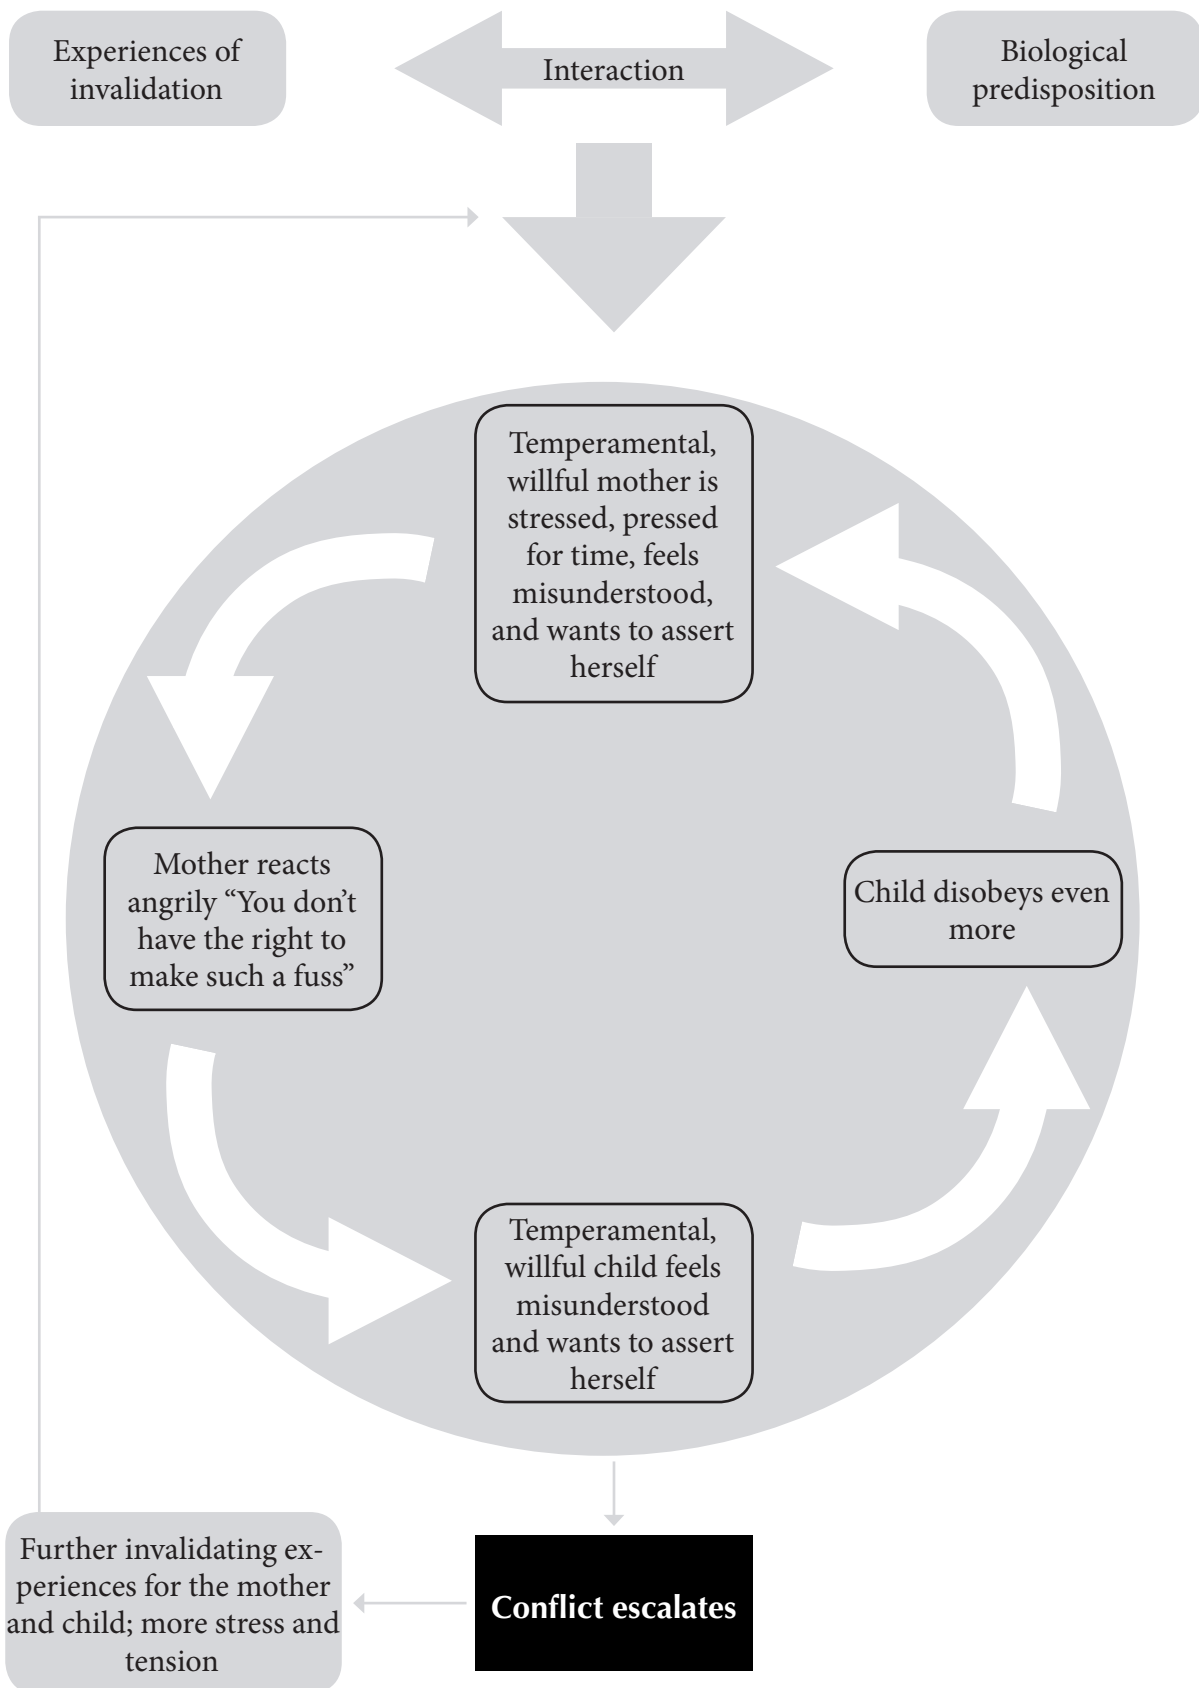 Experiences of
invalidation
Interaction
Biological
predisposition
Temperamental,
willful mother is
stressed, pressed
for time, feels
misunderstood,
and wants to assert
herself
Mother reacts
angrily “You don’t
have the right to
make such a fuss”
Temperamental,
willful child feels
misunderstood
and wants to assert
herself
Child disobeys even
more
Conflict escalates
Further invalidating ex-
periences for the mother
and child; more stress and
tension